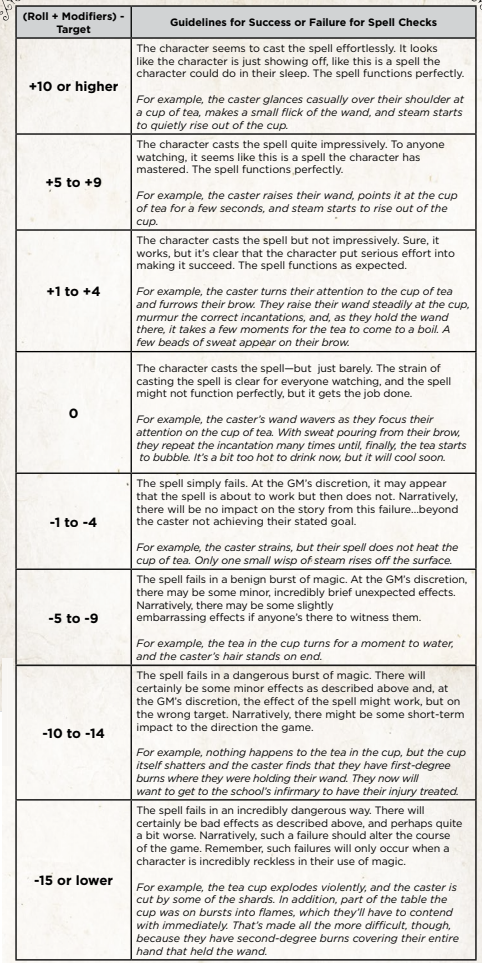 (Roll + Modifiers) -
Target
Guidelines for Success or Failure for Spell Checks
+10 or higher
The character seems to cast the spell effortlessly. It looks
like the character is just showing off, like this is a spell the
character could do in their sleep. The spell functions perfectly.
For example, the caster glances casually over their shoulder at
a cup of tea, makes a small flick of the wand, and steam starts
to quietly rise out of the cup.
+5 to +9
The character casts the spell quite impressively. To anyone
watching, it seems like this is a spell the character has
mastered. The spell functions perfectly.
For example, the caster raises their wand, points it at the cup
of tea for a few seconds, and steam starts to rise out of the
cup.
+1 to +4
The character casts the spell but not impressively. Sure, it
works, but it's clear that the character put serious effort into
making it succeed. The spell functions as expected.
For example, the caster turns their attention to the cup of tea
and furrows their brow. They raise their wand steadily at the cup,
murmur the correct incantations, and, as they hold the wand
there, it takes a few moments for the tea to come to a boil. A
few beads of sweat appear on their brow.
0
The character casts the spell—but just barely. The strain of
casting the spell is clear for everyone watching, and the spell
might not function perfectly, but it gets the job done.
For example, the caster's wand wavers as they focus their
attention on the cup of tea. With sweat pouring from their brow,
they repeat the incantation many times until, finally, the tea starts
to bubble. It's a bit too hot to drink now, but it will cool soon.
-1 to -4
The spell simply fails. At the GM's discretion, it may appear
that the spell is about to work but then does not. Narratively,
there will be no impact on the story from this failure...beyond
the caster not achieving their stated goal.
For example, the caster strains, but their spell does not heat the
cup of tea. Only one small wisp of steam rises off the surface.
-5 to -9
The spell fails in a benign burst of magic. At the GM's discretion,
there may be some minor, incredibly brief unexpected effects.
Narratively, there may be some slightly
embarrassing effects if anyone's there to witness them.
For example, the tea in the cup turns for a moment to water,
and the caster's hair stands on end.
-10 to -14
The spell fails in a dangerous burst of magic. There will
certainly be some minor effects as described above and, at
the GM's discretion, the effect of the spell might work, but on
the wrong target. Narratively, there might be some short-term
impact to the direction the game.
For example, nothing happens to the tea in the cup, but the cup
itself shatters and the caster finds that they have first-degree
burns where they were holding their wand. They now will
want to get to the school's infirmary to have their injury treated.
-15 or lower
The spell fails in an incredibly dangerous way. There will
certainly be bad effects as described above, and perhaps quite
a bit worse. Narratively, such a failure should alter the course
of the game. Remember, such failures will only occur when a
character is incredibly reckless in their use of magic.
For example, the tea cup explodes violently, and the caster is
cut by some of the shards. In addition, part of the table the
cup was on bursts into flames, which they'll have to contend
with immediately. That's made all the more difficult, though,
because they have second-degree burns covering their entire
hand that held the wand.